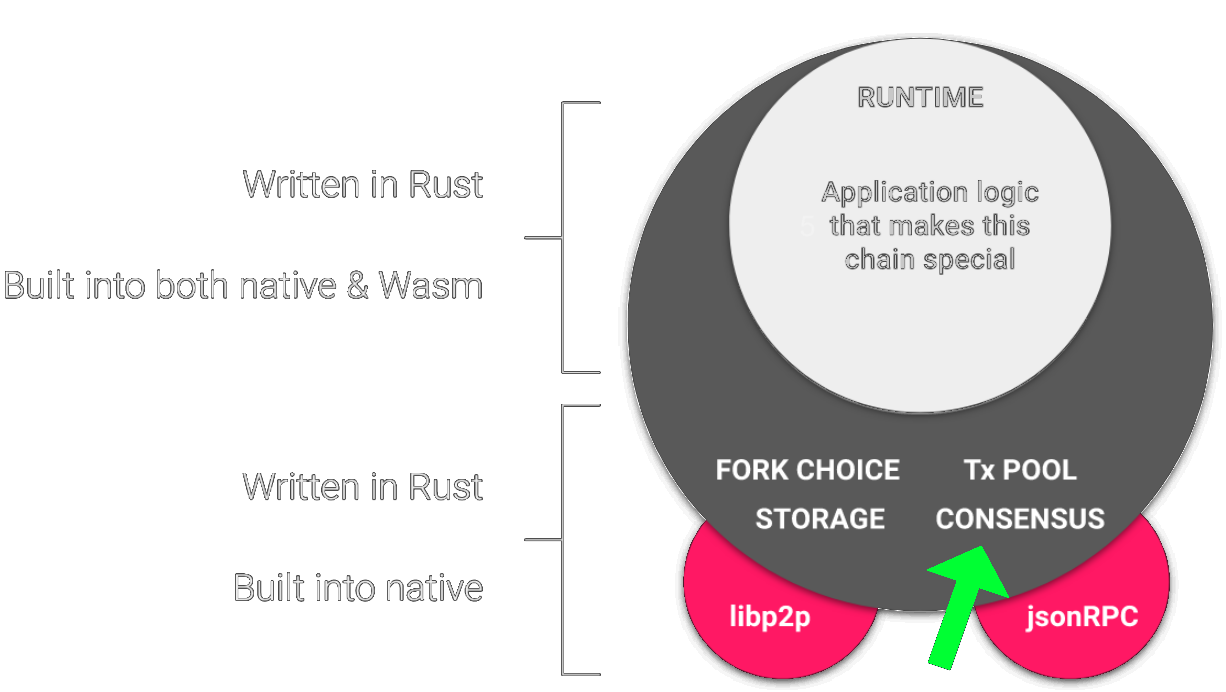 Written in Rust
Built into both native & Wasm
Written in Rust
Built into native
RUNTIME
5
Application logic
that makes this
chain special
FORK CHOICE
Tx POOL
STORAGE
CONSENSUS
libp2p
jsonRPC